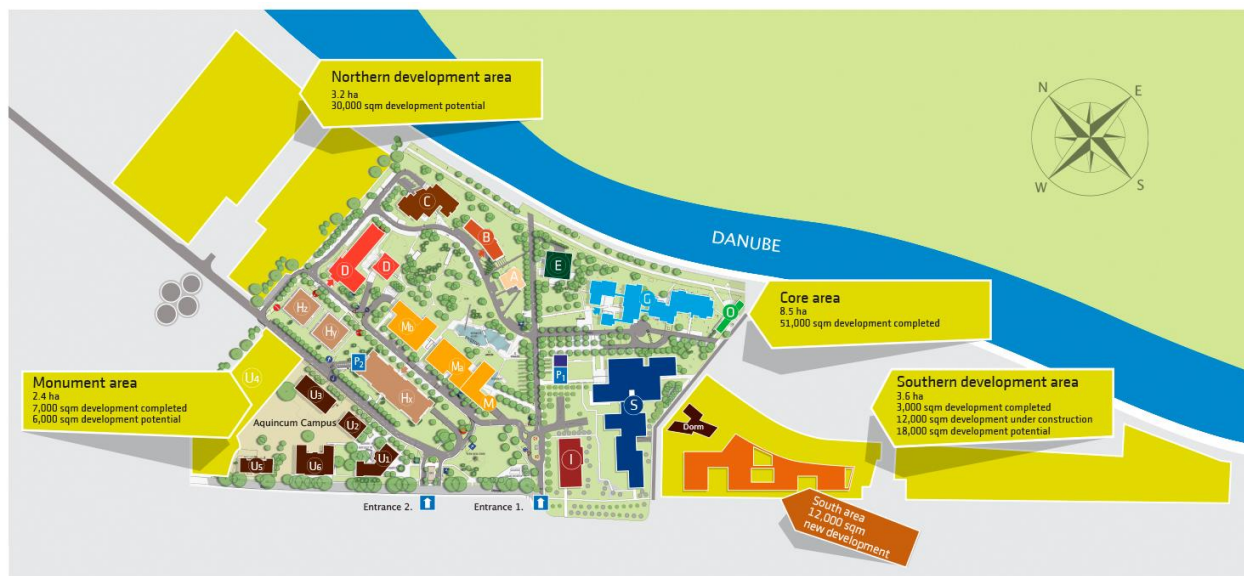 Northern development area
3.2 ha
30,000 sqm development potential
N
E
W
S
DANUBE
C
B
A
E
D
D
G
O
Core area
8.5 ha
51,000 sqm development completed
Hz
Hy
Hx
Mb
Ma
M
P2
P1
S
I
Monument area
2.4 ha
7,000 sqm development completed
6,000 sqm development potential
U4
U3
Aquincum Campus
U2
U1
U5
U6
Dorm
Southern development area
3.6 ha
3,000 sqm development completed
12,000 sqm development under construction
18,000 sqm development potential
South area
12,000 sqm
new development
Entrance 2.
Entrance 1.